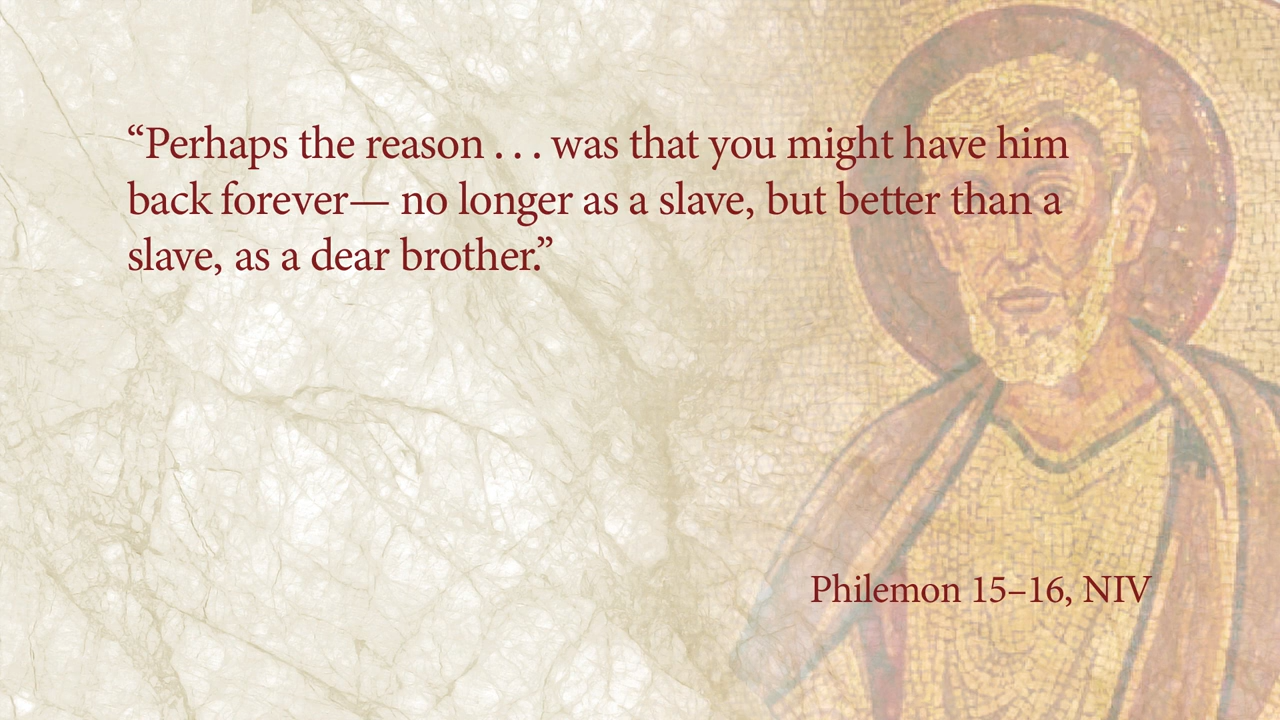 “Perhaps the reason . . . was that you might have him
back forever— no longer as a slave, but better than a
slave, as a dear brother.”
Philemon 15–16, NIV